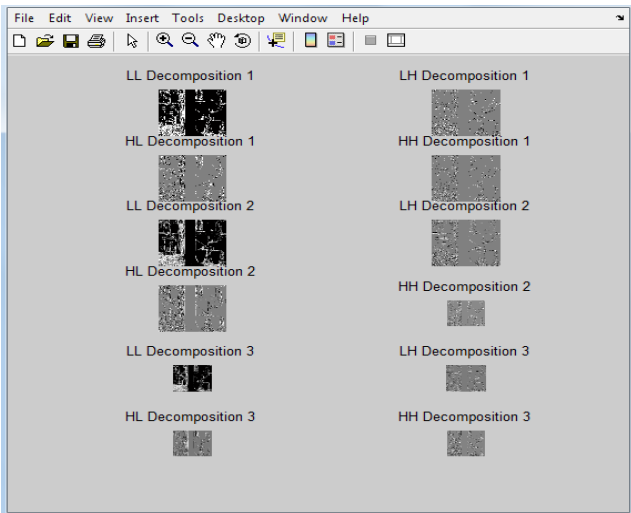 File Edit View Insert Tools Desktop Window Help
LL Decomposition 1
LH Decomposition 1
HL Decomposition 1
HH Decomposition 1
LL Decomposition 2
LH Decomposition 2
HL Decomposition 2
HH Decomposition 2
LL Decomposition 3
LH Decomposition 3
HL Decomposition 3
HH Decomposition 3